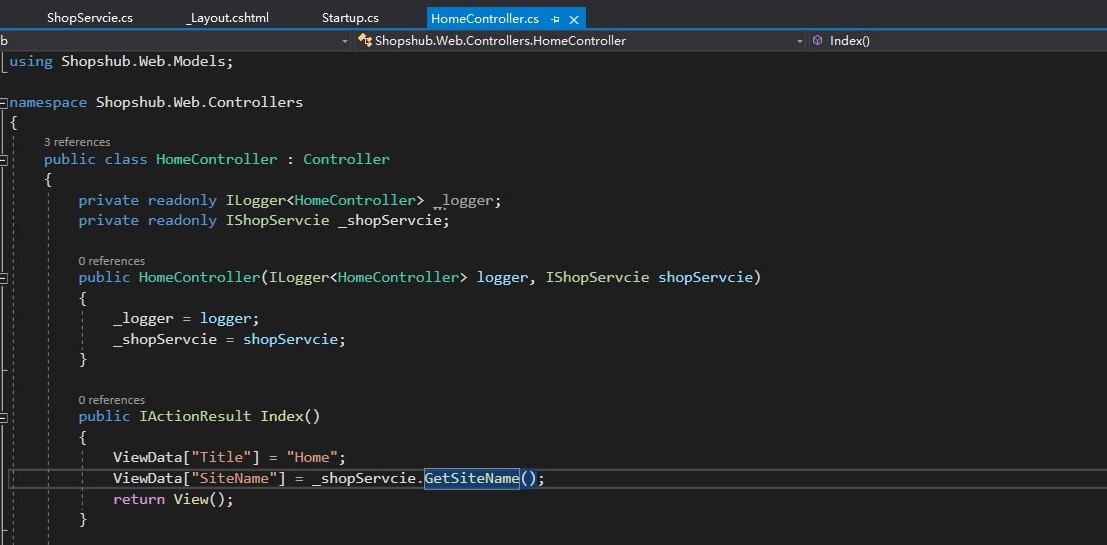 ShopServcie.cs _Layout.cshtml Startup.cs HomeController.cs
b Shopshub.Web.Controllers.HomeController Index()
using Shopshub.Web.Models;
namespace Shopshub.Web.Controllers
{
3 references
public class HomeController : Controller
{
private readonly ILogger<HomeController> _logger;
private readonly IShopServcie _shopServcie;
0 references
public HomeController(ILogger<HomeController> logger, IShopServcie shopServcie)
{
_logger = logger;
_shopServcie = shopServcie;
}
0 references
public IActionResult Index()
{
ViewData["Title"] = "Home";
ViewData["SiteName"] = _shopServcie.GetSiteName();
return View();
}